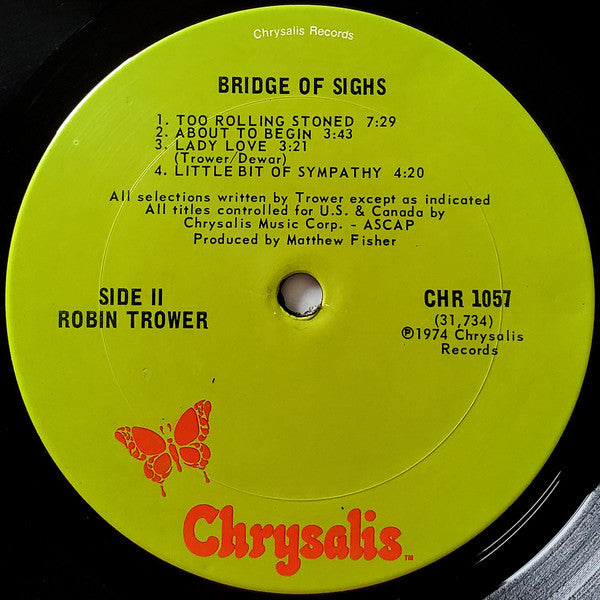 Chrysalis Records
BRIDGE OF SIGHS
1. TOO ROLLING STONED 7:29
2. ABOUT TO BEGIN 3:43
3. LADY LOVE 3:21
(Trower/Dewar)
4. LITTLE BIT OF SYMPATHY 4:20
All selections written by Trower except as indicated
All titles controlled for U.S. & Canada by
Chrysalis Music Corp. - ASCAP
Produced by Matthew Fisher
SIDE II
ROBIN TROWER
CHR 1057
(31,734)
℗1974 Chrysalis
Records
Chrysalis™